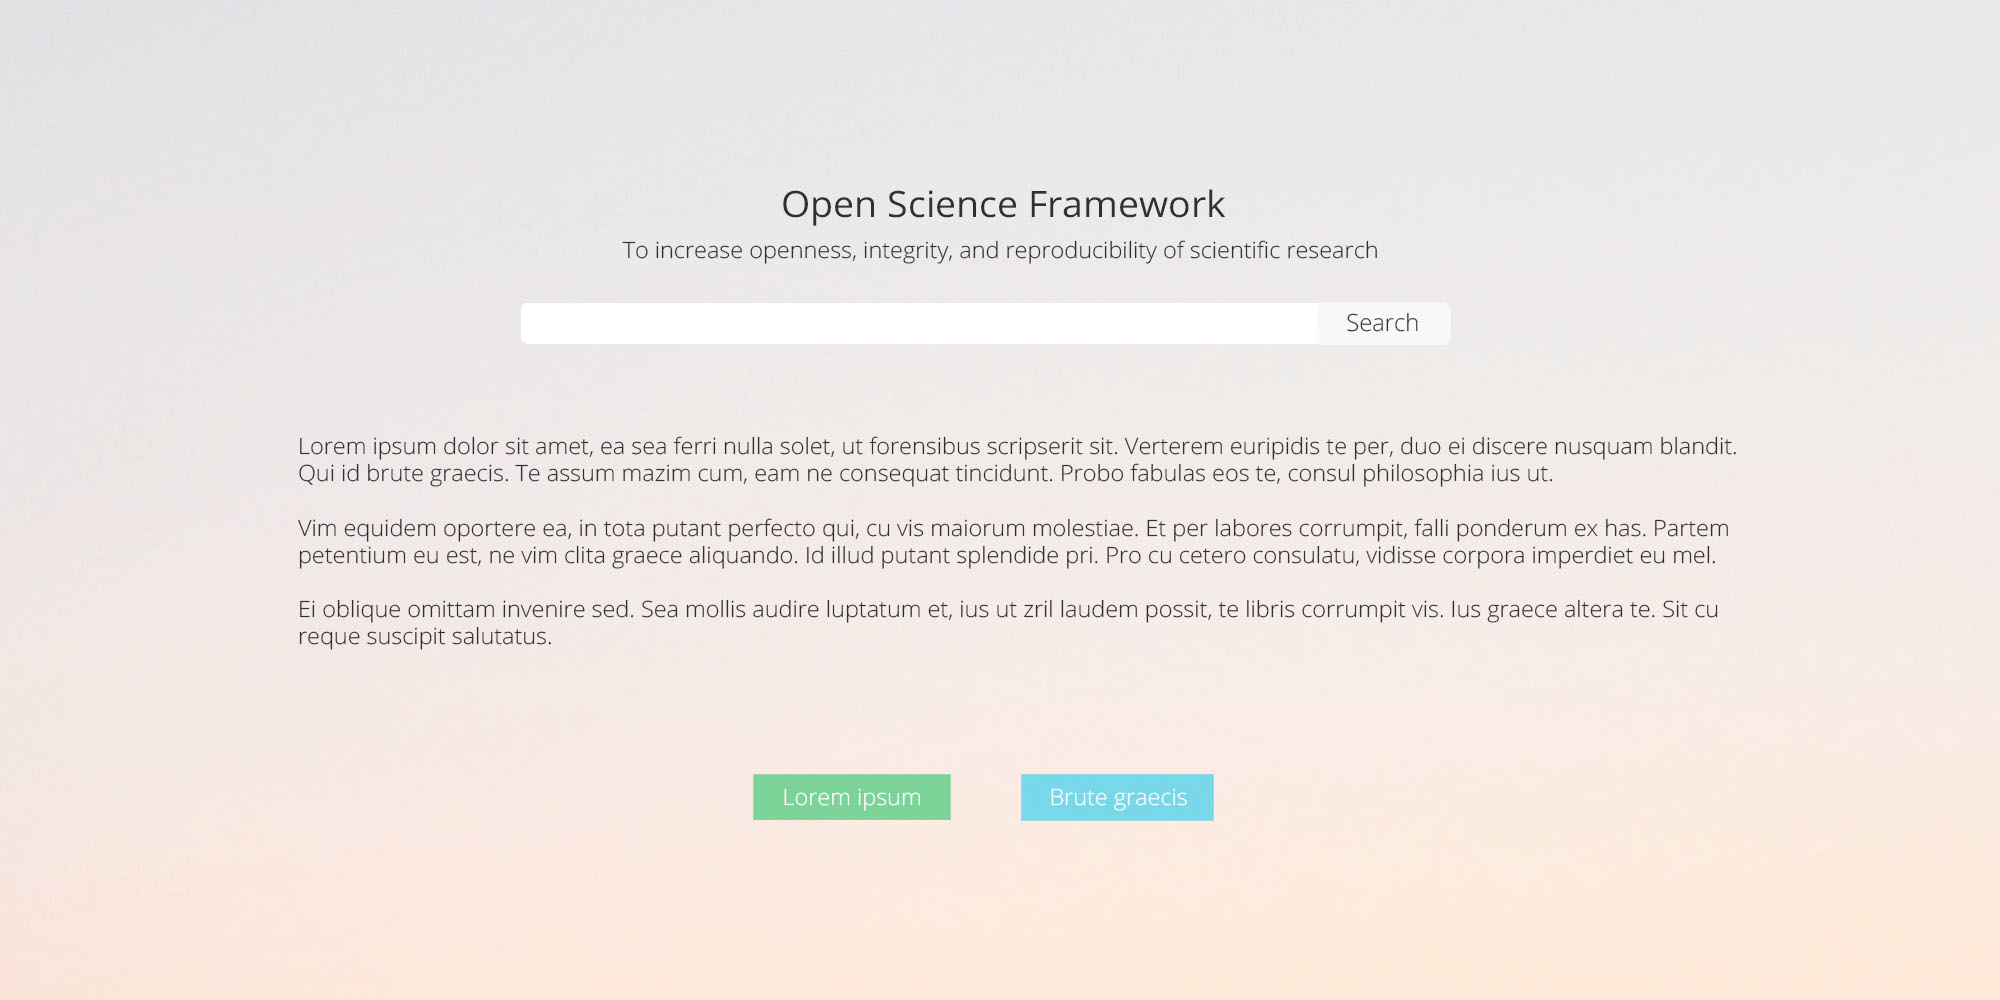 Open Science Framework
To increase openness, integrity, and reproducibility of scientific research
Search
Lorem ipsum dolor sit amet, ea sea ferri nulla solet, ut forensibus scripserit sit. Verterem euripidis te per, duo ei discere nusquam blandit.
Qui id brute graecis. Te assum mazim cum, eam ne consequat tincidunt. Probo fabulas eos te, consul philosophia ius ut.
Vim equidem oportere ea, in tota putant perfecto qui, cu vis maiorum molestiae. Et per labores corrumpit, falli ponderum ex has. Partem
petentium eu est, ne vim clita graece aliquando. Id illud putant splendide pri. Pro cu cetero consulatu, vidisse corpora imperdiet eu mel.
Ei oblique omittam invenire sed. Sea mollis audire luptatum et, ius ut zril laudem possit, te libris corrumpit vis. Ius graece altera te. Sit cu
reque suscipit salutatus.
Lorem ipsum
Brute graecis